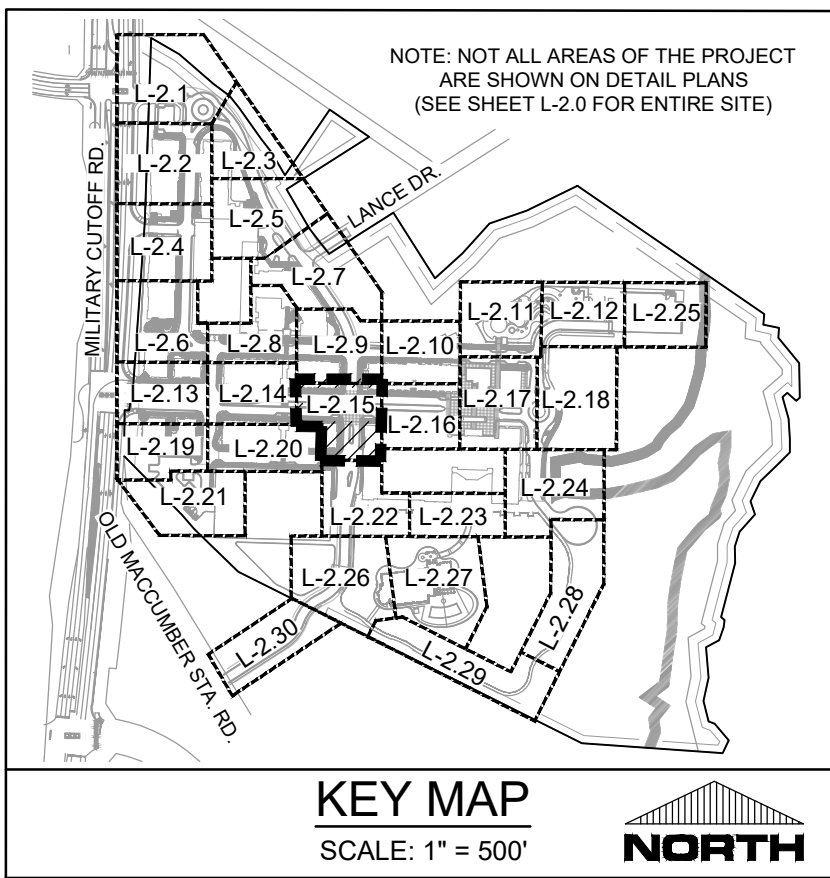 NOTE: NOT ALL AREAS OF THE PROJECT
ARE SHOWN ON DETAIL PLANS
(SEE SHEET L-2.0 FOR ENTIRE SITE)
MILITARY CUTOFF RD.
LANCE DR.
OLD MACCUMBER STA. RD.
L-2.1
L-2.2
L-2.3
L-2.4
L-2.5
L-2.6
L-2.7
L-2.8
L-2.9
L-2.10
L-2.11
L-2.12
L-2.25
L-2.13
L-2.14
L-2.15
L-2.16
L-2.17
L-2.18
L-2.19
L-2.20
L-2.21
L-2.22
L-2.23
L-2.24
L-2.26
L-2.27
L-2.28
L-2.29
L-2.30
KEY MAP
SCALE: 1" = 500'
NORTH